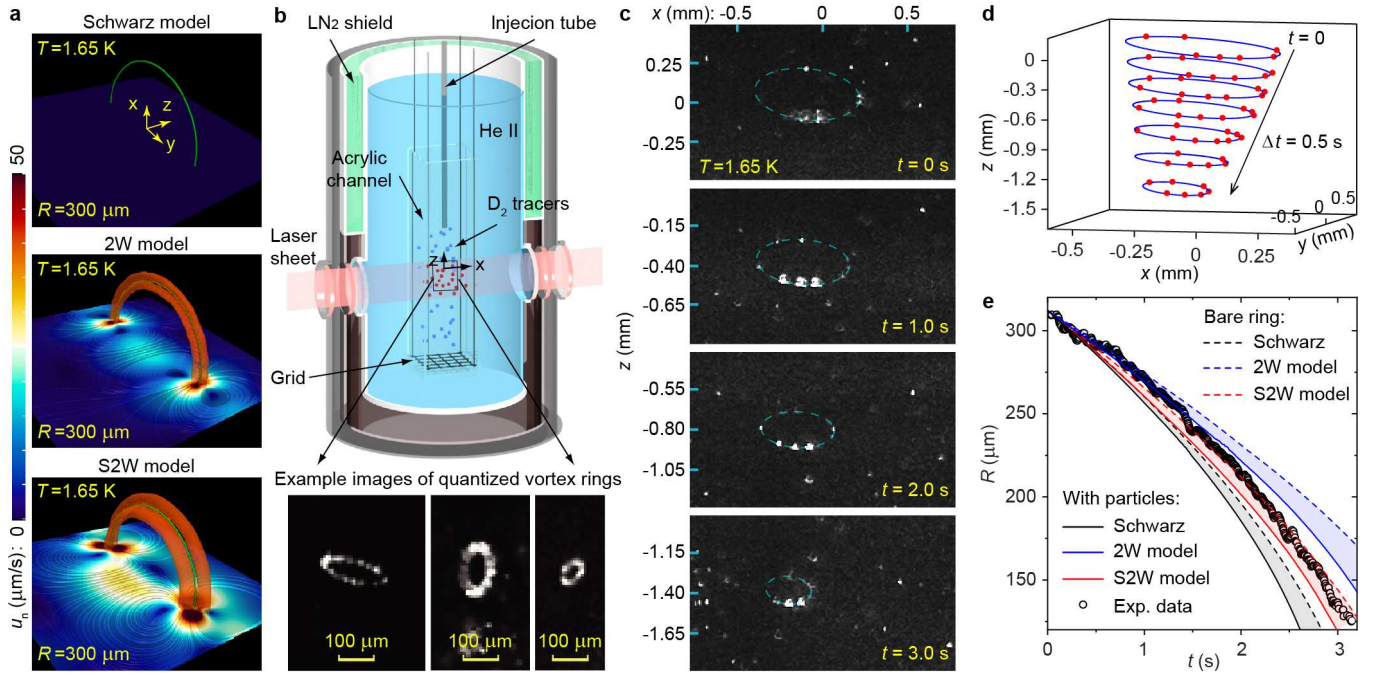 a
Schwarz model
T=1.65 K
x
z
y
R=300 µm
50
uₙ (µm/s): 0
2W model
T=1.65 K
R=300 µm
S2W model
T=1.65 K
R=300 µm
b
LN₂ shield
Injecion tube
He II
Acrylic
channel
D₂ tracers
Laser
sheet
z
x
Grid
Example images of quantized vortex rings
100 µm
100 µm
100 µm
c
x (mm): -0.5 0 0.5
z (mm)
0.25
0
-0.25
T=1.65 K
t = 0 s
-0.15
-0.40
-0.65
t = 1.0 s
-0.55
-0.80
-1.05
t = 2.0 s
-1.15
-1.40
-1.65
t = 3.0 s
d
t = 0
Δt = 0.5 s
z (mm)
0
-0.3
-0.6
-0.9
-1.2
-1.5
-0.5 -0.25 0 0.25
x (mm)
-0.5 0 0.5
y (mm)
e
R (µm)
300
250
200
150
Bare ring:
Schwarz
2W model
S2W model
With particles:
Schwarz
2W model
S2W model
Exp. data
0 1 2 3
t (s)